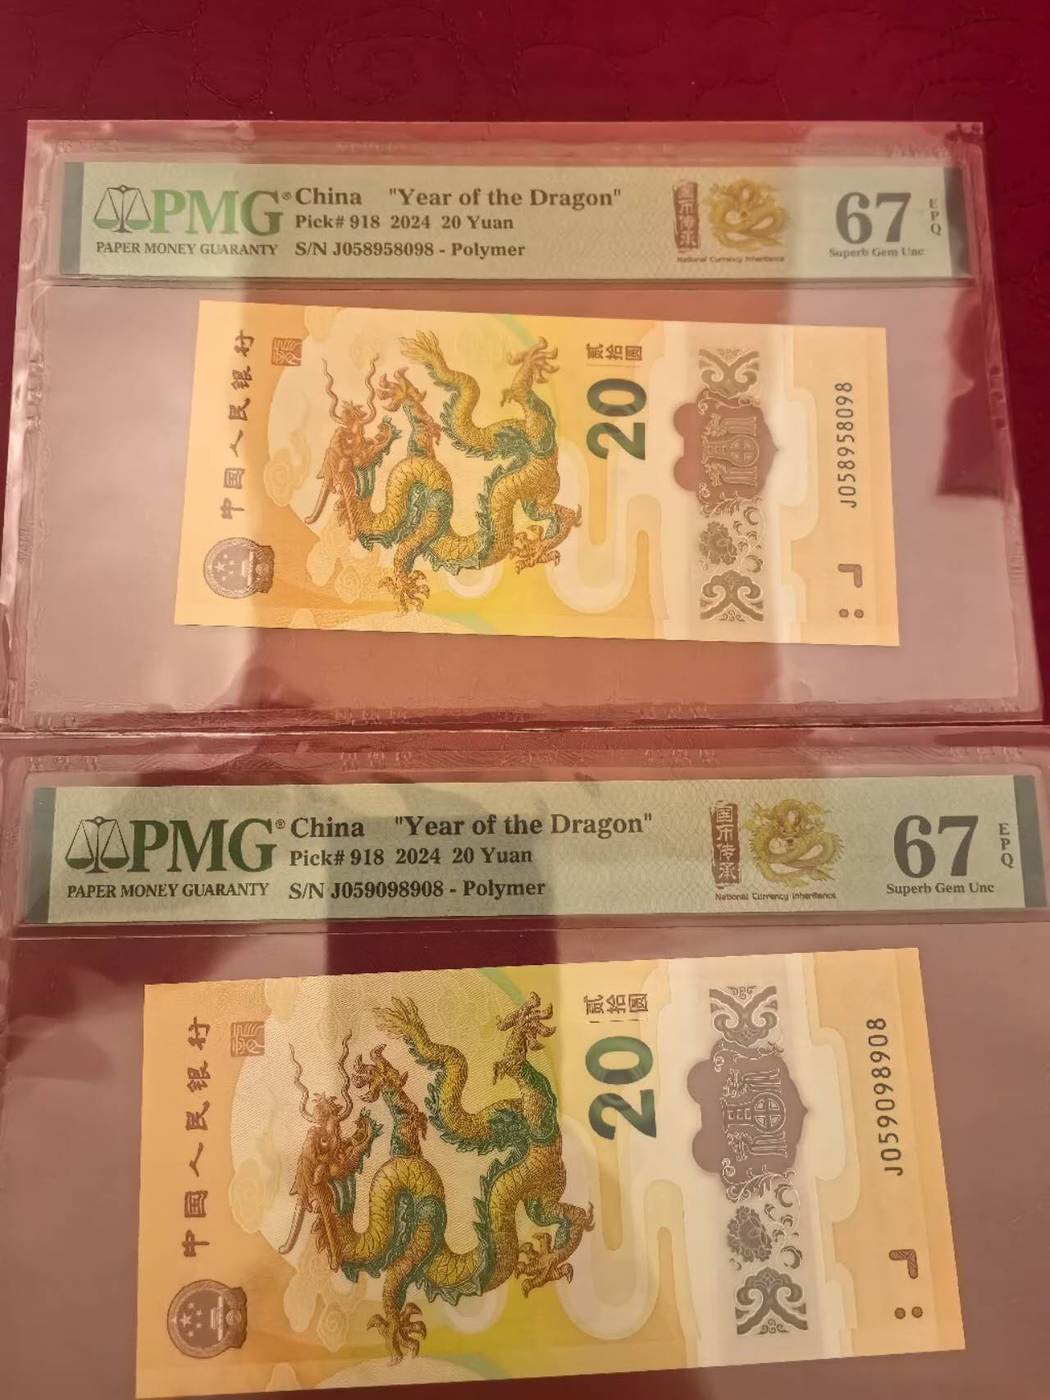 PMG® China "Year of the Dragon"
Pick# 918 2024 20 Yuan
PAPER MONEY GUARANTY S/N J058958098 - Polymer
国币传承
National Currency Inheritance
67 EPQ
Superb Gem Unc
中国人民银行
贰拾圆
20
J058958098
PMG® China "Year of the Dragon"
Pick# 918 2024 20 Yuan
PAPER MONEY GUARANTY S/N J059098908 - Polymer
国币传承
National Currency Inheritance
67 EPQ
Superb Gem Unc
中国人民银行
贰拾圆
20
J059098908